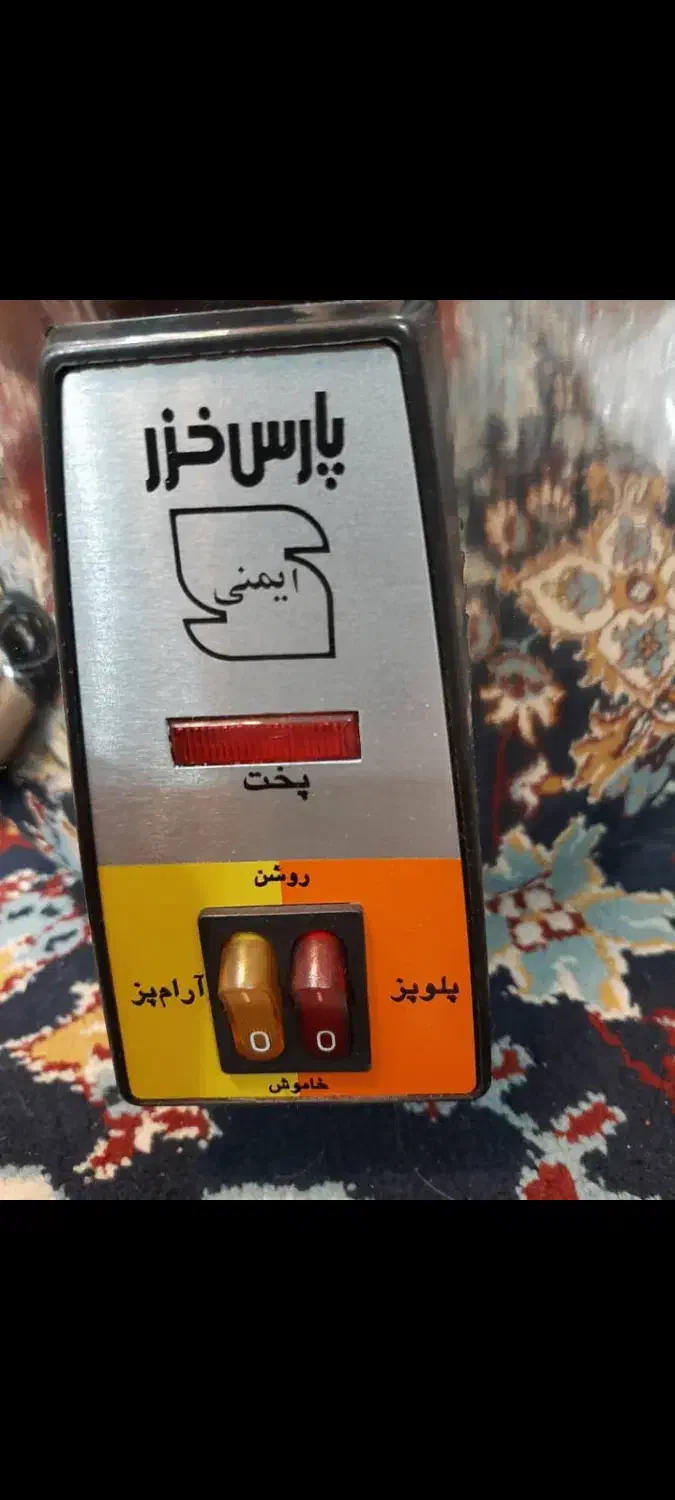 پارس خزر
ایمنی
پخت
روشن
پلوپز
آرام‌پز
I I
O O
خاموش